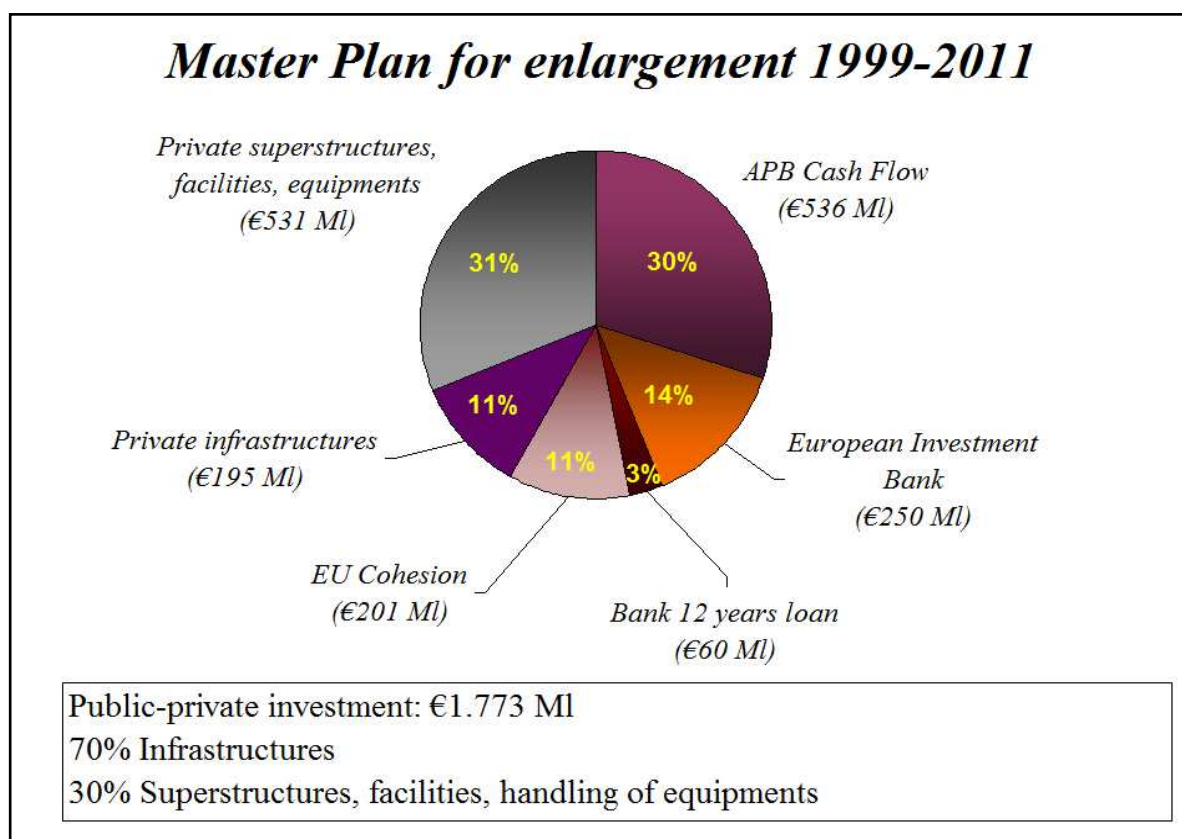 Master Plan for enlargement 1999-2011
Private superstructures,
facilities, equipments
(€531 Ml)
APB Cash Flow
(€536 Ml)
31%
30%
14%
11%
11%
3%
Private infrastructures
(€195 Ml)
European Investment
Bank
(€250 Ml)
EU Cohesion
(€201 Ml)
Bank 12 years loan
(€60 Ml)
Public-private investment: €1.773 Ml
70% Infrastructures
30% Superstructures, facilities, handling of equipments